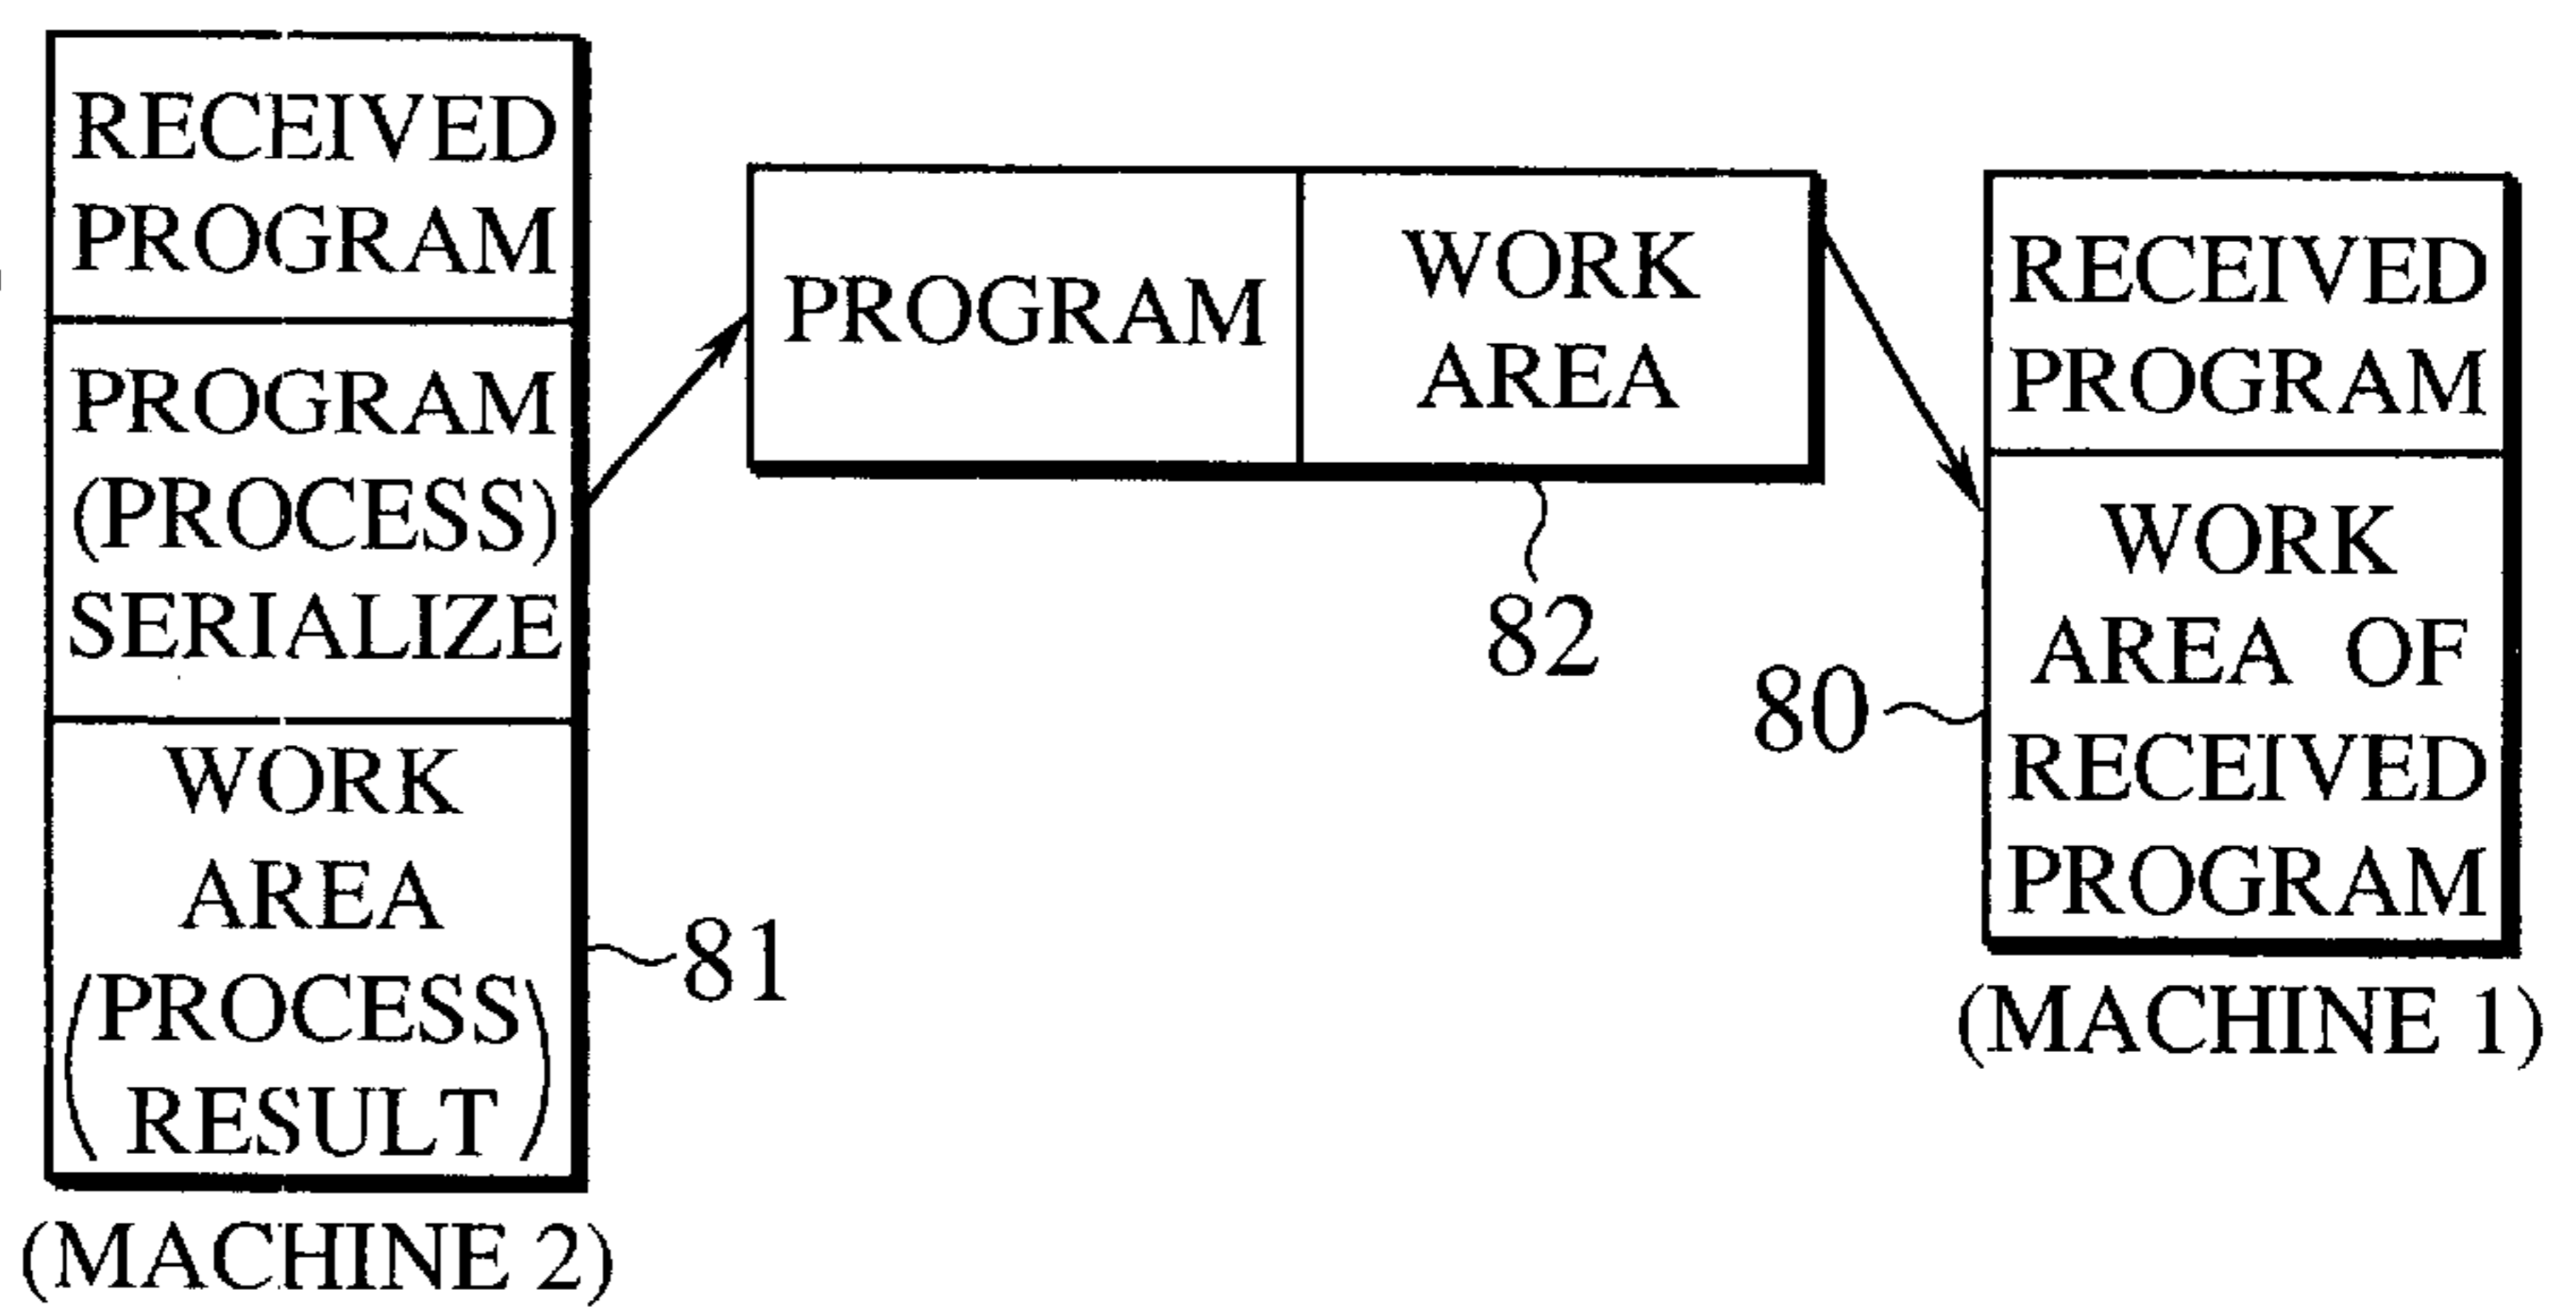 RECEIVED
PROGRAM
PROGRAM
(PROCESS)
SERIALIZE
WORK
AREA
(PROCESS
RESULT)
81
(MACHINE 2)
PROGRAM
WORK
AREA
82
RECEIVED
PROGRAM
WORK
AREA OF
RECEIVED
PROGRAM
80
(MACHINE 1)